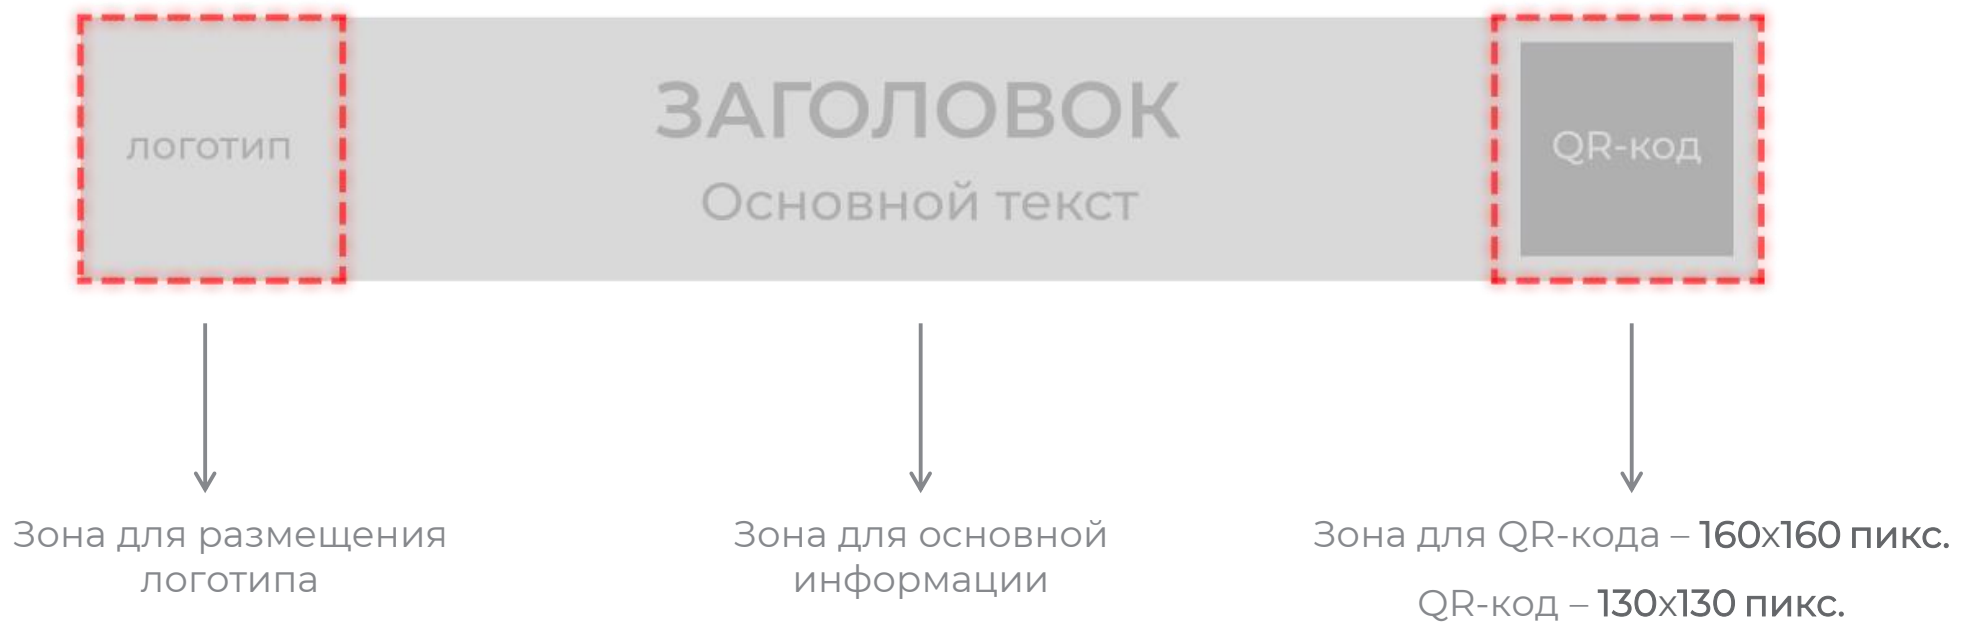 логотип
ЗАГОЛОВОК
Основной текст
QR-код
Зона для размещения
логотипа
Зона для основной
информации
Зона для QR-кода – 160х160 пикс.
QR-код – 130х130 пикс.